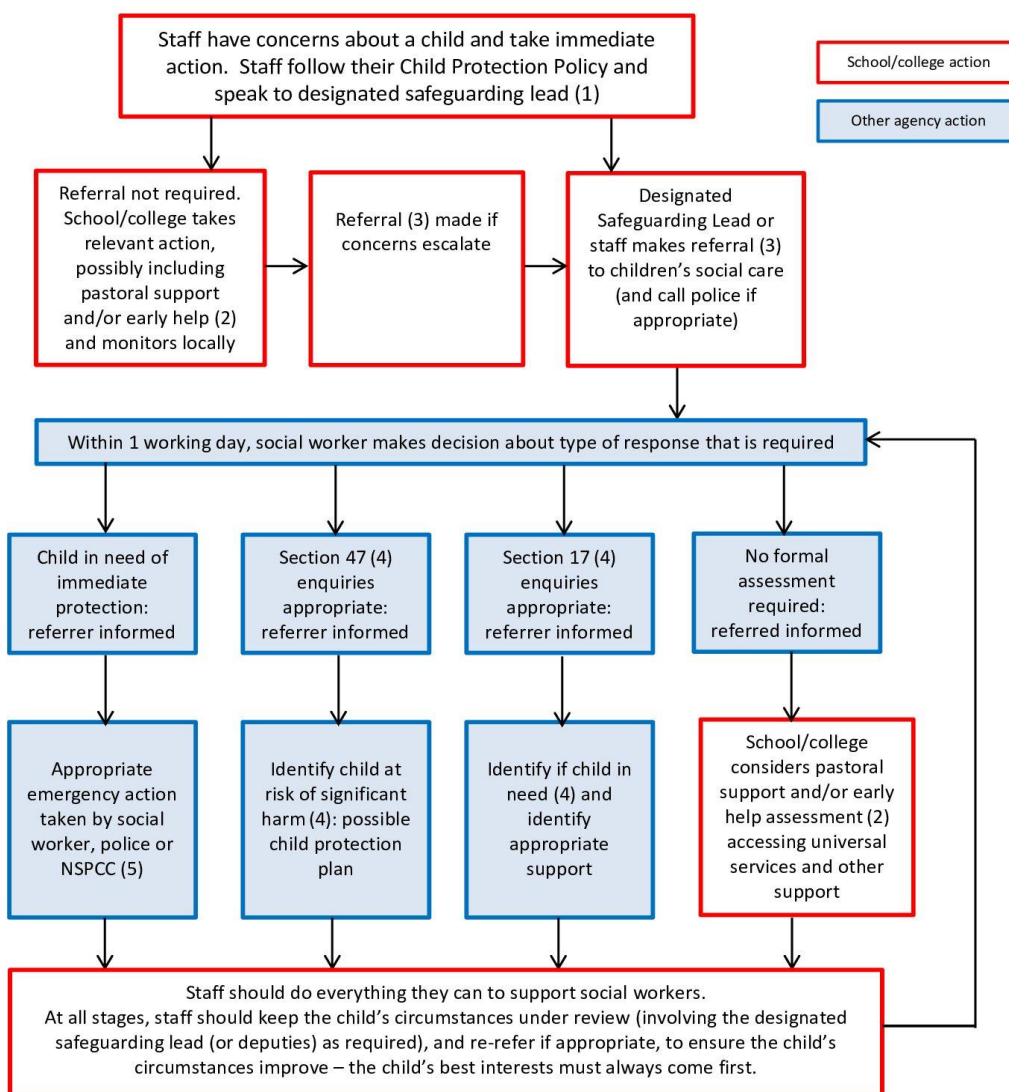 Staff have concerns about a child and take immediate
action.  Staff follow their Child Protection Policy and
speak to designated safeguarding lead (1)
School/college action
Other agency action
Referral not required.
School/college takes
relevant action,
possibly including
pastoral support
and/or early help (2)
and monitors locally
Referral (3) made if
concerns escalate
Designated
Safeguarding Lead or
staff makes referral (3)
to children’s social care
(and call police if
appropriate)
Within 1 working day, social worker makes decision about type of response that is required
Child in need of
immediate
protection:
referrer informed
Section 47 (4)
enquiries
appropriate:
referrer informed
Section 17 (4)
enquiries
appropriate:
referrer informed
No formal
assessment
required:
referred informed
Appropriate
emergency action
taken by social
worker, police or
NSPCC (5)
Identify child at
risk of significant
harm (4): possible
child protection
plan
Identify if child in
need (4) and
identify
appropriate
support
School/college
considers pastoral
support and/or early
help assessment (2)
accessing universal
services and other
support
Staff should do everything they can to support social workers.
At all stages, staff should keep the child’s circumstances under review (involving the designated
safeguarding lead (or deputies) as required), and re-refer if appropriate, to ensure the child’s
circumstances improve – the child’s best interests must always come first.